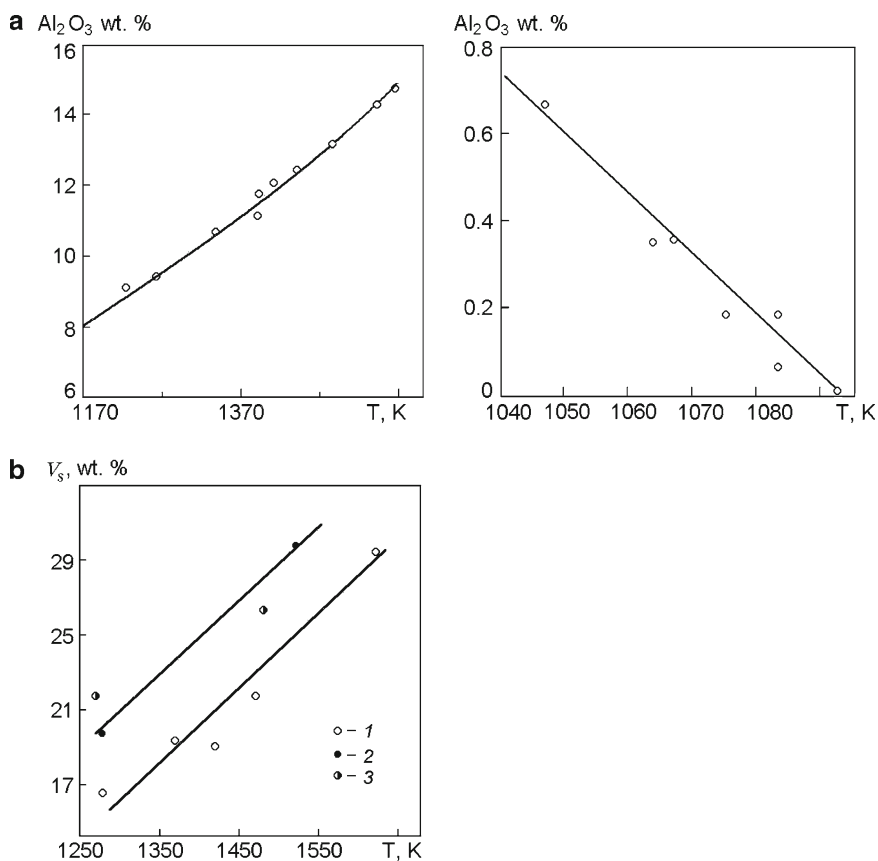 a Al₂O₃ wt. %
16
14
12
10
8
6
1170 1370 T, K
Al₂O₃ wt. %
0.8
0.6
0.4
0.2
0
1040 1050 1060 1070 1080 T, K
b Vₛ, wt. %
29
25
21
17
1 – 1
– 2
– 3
1250 1350 1450 1550 T, K